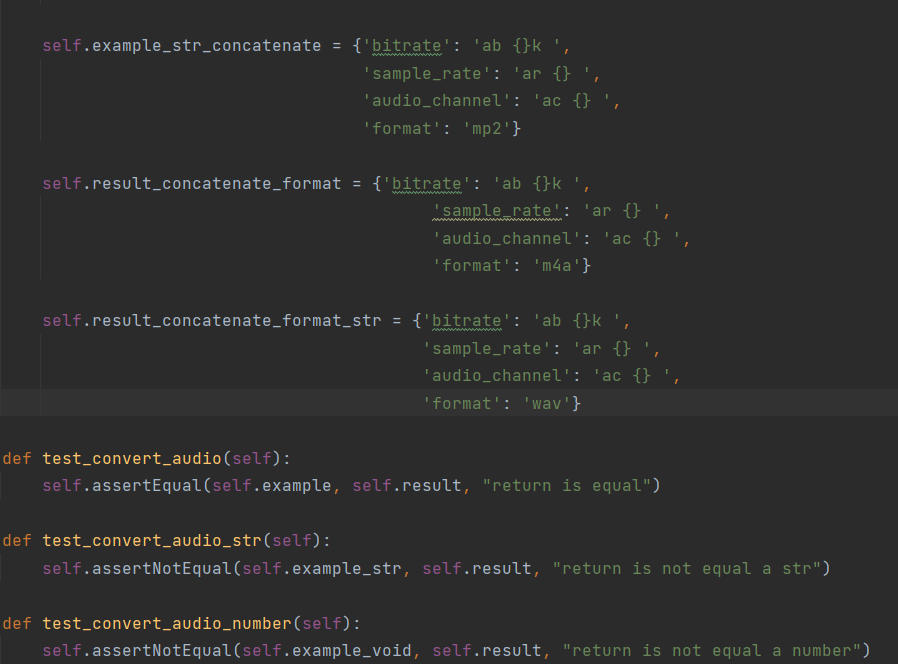 self.example_str_concatenate = {'bitrate': 'ab {}k ',
'sample_rate': 'ar {} ',
'audio_channel': 'ac {} ',
'format': 'mp2'}
self.result_concatenate_format = {'bitrate': 'ab {}k ',
'sample_rate': 'ar {} ',
'audio_channel': 'ac {} ',
'format': 'm4a'}
self.result_concatenate_format_str = {'bitrate': 'ab {}k ',
'sample_rate': 'ar {} ',
'audio_channel': 'ac {} ',
'format': 'wav'}
def test_convert_audio(self):
self.assertEqual(self.example, self.result, "return is equal")
def test_convert_audio_str(self):
self.assertNotEqual(self.example_str, self.result, "return is not equal a str")
def test_convert_audio_number(self):
self.assertNotEqual(self.example_void, self.result, "return is not equal a number")